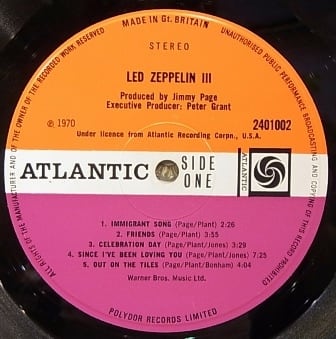 MADE IN Gt. BRITAIN
ALL RIGHTS OF THE MANUFACTURER AND OF THE OWNER OF THE RECORDED WORK RESERVED
UNAUTHORISED PUBLIC PERFORMANCE BROADCASTING AND COPYING OF THIS RECORD PROHIBITED
STEREO
LED ZEPPELIN III
Produced by Jimmy Page
Executive Producer: Peter Grant
℗ 1970
2401002
Under licence from Atlantic Recording Corpn., U.S.A.
ATLANTIC
SIDE
ONE
ATLANTIC
1. IMMIGRANT SONG (Page/Plant) 2:26
2. FRIENDS (Page/Plant) 3:55
3. CELEBRATION DAY (Page/Plant/Jones) 3:29
4. SINCE I'VE BEEN LOVING YOU (Page/Plant/Jones) 7:25
5. OUT ON THE TILES (Page/Plant/Bonham) 4:04
Warner Bros. Music Ltd.
POLYDOR RECORDS LIMITED